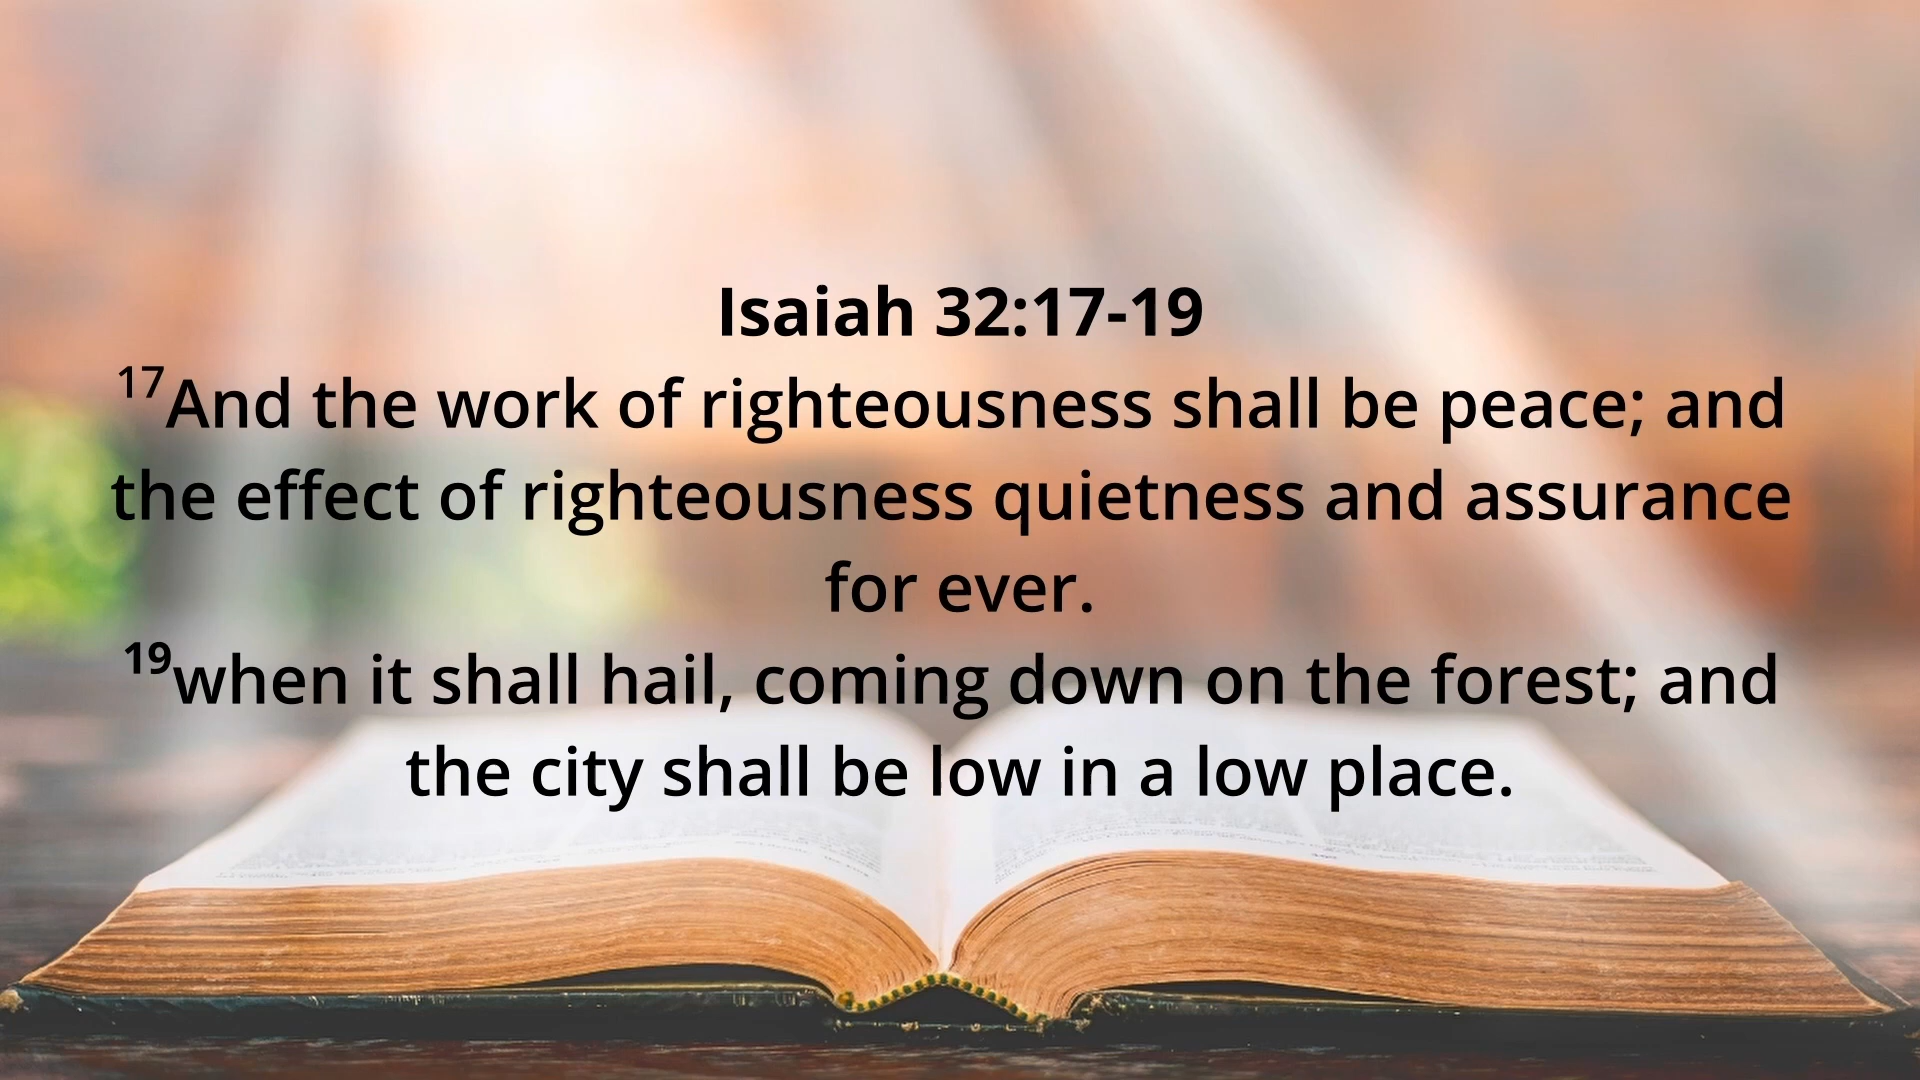 Isaiah 32:17-19
17And the work of righteousness shall be peace; and
the effect of righteousness quietness and assurance
for ever.
19when it shall hail, coming down on the forest; and
the city shall be low in a low place.